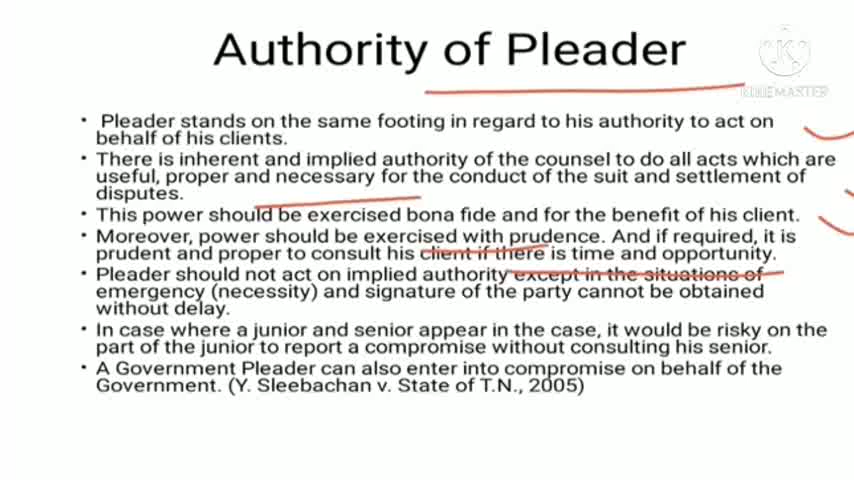 Authority of Pleader
KINEMASTER
• Pleader stands on the same footing in regard to his authority to act on
behalf of his clients.
• There is inherent and implied authority of the counsel to do all acts which are
useful, proper and necessary for the conduct of the suit and settlement of
disputes.
• This power should be exercised bona fide and for the benefit of his client.
• Moreover, power should be exercised with prudence. And if required, it is
prudent and proper to consult his client if there is time and opportunity.
• Pleader should not act on implied authority except in the situations of
emergency (necessity) and signature of the party cannot be obtained
without delay.
• In case where a junior and senior appear in the case, it would be risky on the
part of the junior to report a compromise without consulting his senior.
• A Government Pleader can also enter into compromise on behalf of the
Government. (Y. Sleebachan v. State of T.N., 2005)